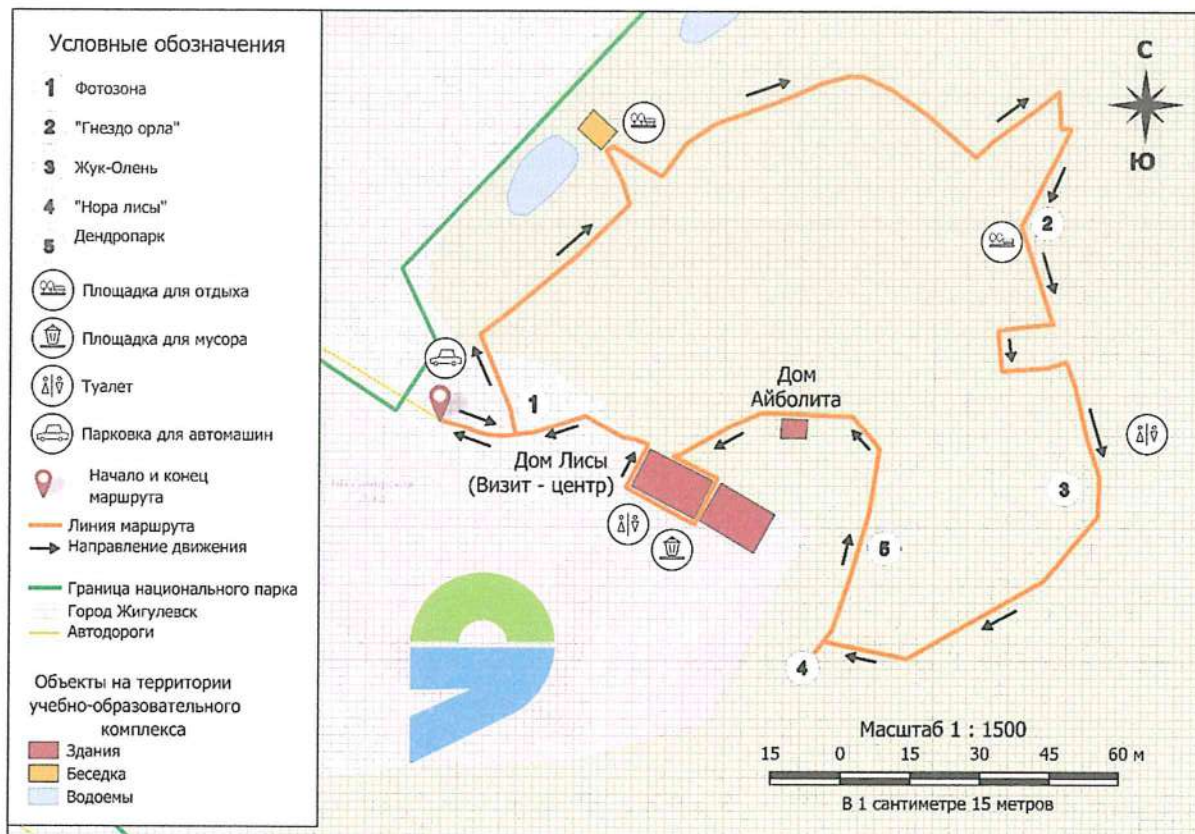 Условные обозначения
1 Фотозона
2 "Гнездо орла"
3 Жук-Олень
4 "Нора лисы"
5 Дендропарк
Площадка для отдыха
Площадка для мусора
Туалет
Парковка для автомашин
Начало и конец
маршрута
Линия маршрута
Направление движения
Граница национального парка
Город Жигулевск
Автодороги
Объекты на территории
учебно-образовательного
комплекса
Здания
Беседка
Водоемы
С
Ю
2
1
Дом
Айболита
Дом Лисы
(Визит - центр)
3
5
4
Масштаб 1 : 1500
15 0 15 30 45 60 м
В 1 сантиметре 15 метров